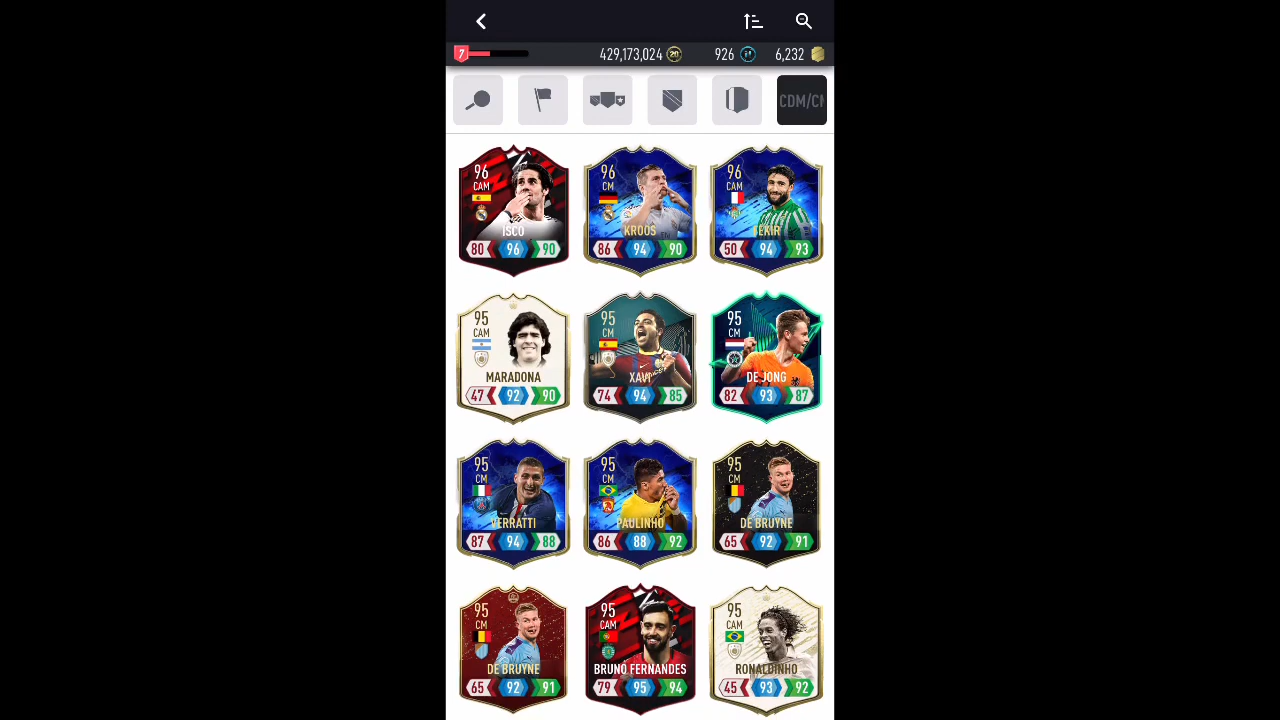 7 429,173,024 20 926 6,232
CDM/CM
96 CAM ISCO 80 96 90
96 CM KROOS 86 94 90
96 CAM FEKIR 50 94 93
95 CAM MARADONA 47 92 90
95 CM XAVI 74 94 85
95 CM DE JONG 82 93 87
95 CM VERRATTI 87 94 88
95 CM PAULINHO 86 88 92
95 CM DE BRUYNE 65 92 91
95 CM DE BRUYNE 65 92 91
95 CAM BRUNO FERNANDES 79 95 94
95 CAM RONALDINHO 45 93 92